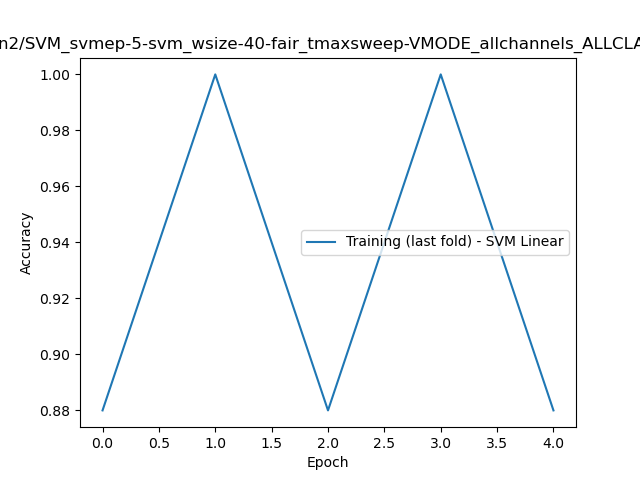 n2/SVM_svmep-5-svm_wsize-40-fair_tmaxsweep-VMODE_allchannels_ALLCLA
1.00
0.98
0.96
0.94
0.92
0.90
0.88
Accuracy
Training (last fold) - SVM Linear
0.0 0.5 1.0 1.5 2.0 2.5 3.0 3.5 4.0
Epoch